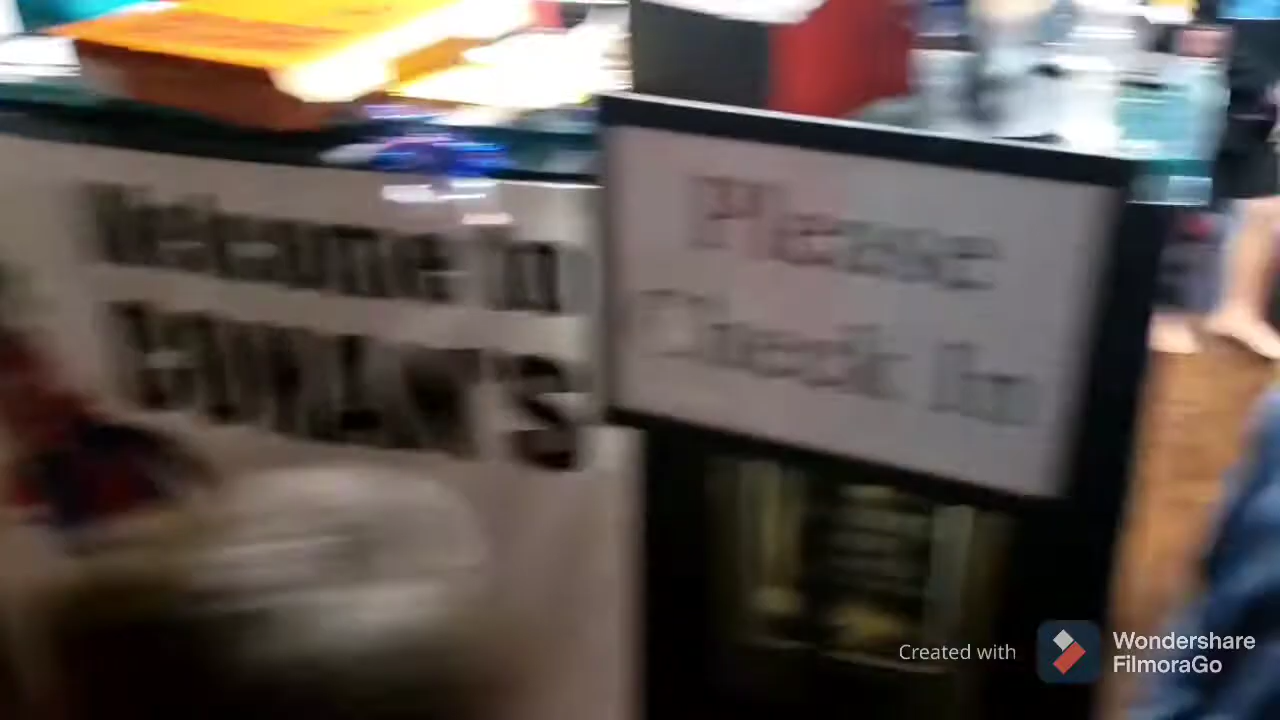 Welcome to
Please
Check In
Created with
Wondershare
FilmoraGo